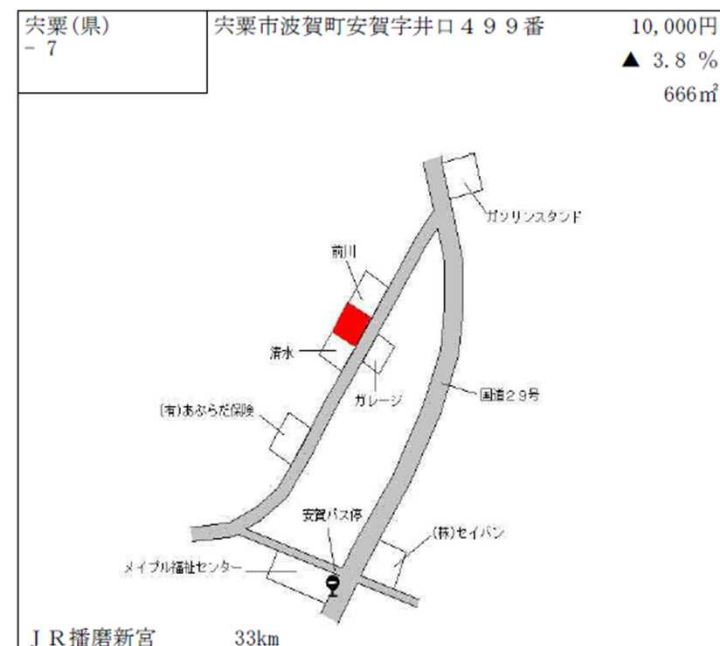 宍粟(県)
－7
宍粟市波賀町安賀字井口４９９番
10,000円
▲ 3.8 %
666㎡
ガソリンスタンド
前川
清水
ガレージ
国道２９号
(有)あぶらだ保険
安賀バス停
(株)セイバン
メイプル福祉センター
ＪＲ播磨新宮 33km